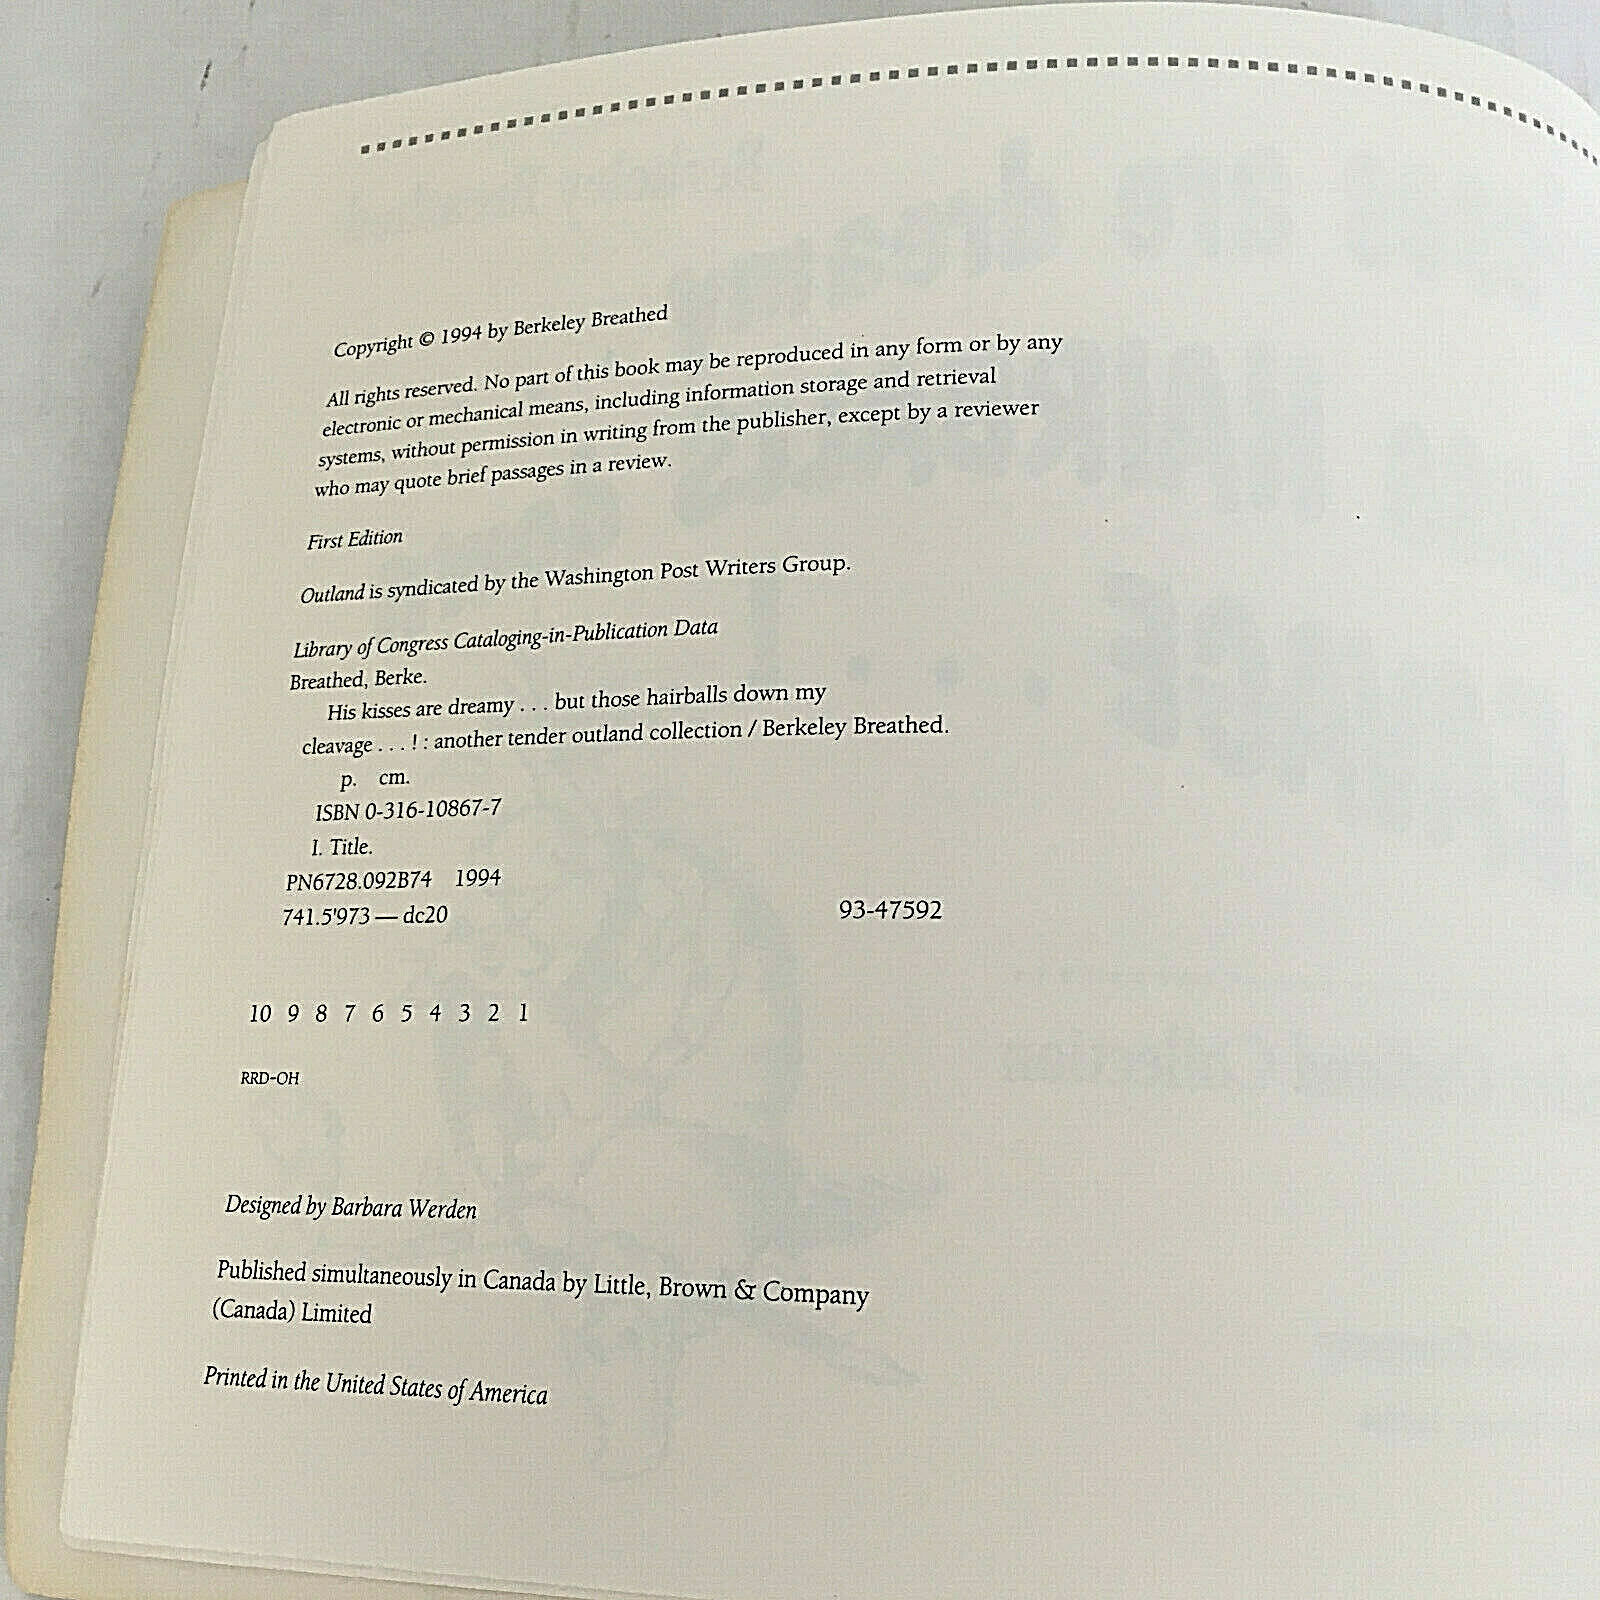 Copyright © 1994 by Berkeley Breathed
All rights reserved. No part of this book may be reproduced in any form or by any
electronic or mechanical means, including information storage and retrieval
systems, without permission in writing from the publisher, except by a reviewer
who may quote brief passages in a review.
First Edition
Outland is syndicated by the Washington Post Writers Group.
Library of Congress Cataloging-in-Publication Data
Breathed, Berke.
His kisses are dreamy . . . but those hairballs down my
cleavage . . . ! : another tender outland collection / Berkeley Breathed.
p. cm.
ISBN 0-316-10867-7
I. Title.
PN6728.092B74 1994
741.5'973 — dc20 93-47592
10 9 8 7 6 5 4 3 2 1
RRD-OH
Designed by Barbara Werden
Published simultaneously in Canada by Little, Brown & Company
(Canada) Limited
Printed in the United States of America